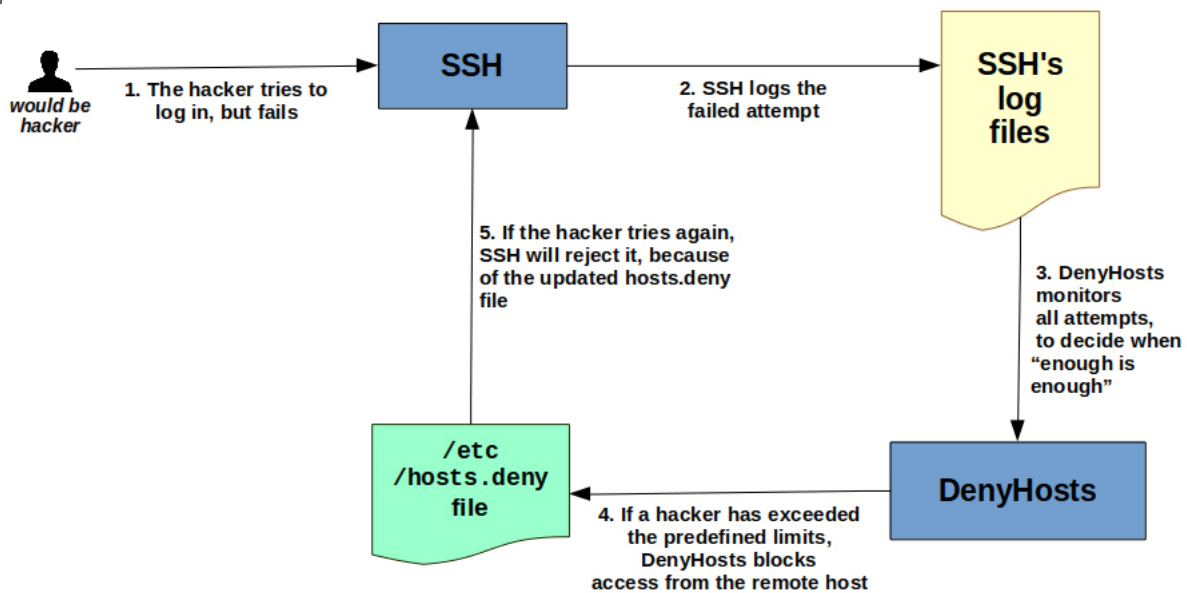 would be
hacker
1. The hacker tries to
log in, but fails
SSH
2. SSH logs the
failed attempt
SSH's
log
files
3. DenyHosts
monitors
all attempts,
to decide when
“enough is
enough”
DenyHosts
4. If a hacker has exceeded
the predefined limits,
DenyHosts blocks
access from the remote host
/etc
/hosts.deny
file
5. If the hacker tries again,
SSH will reject it, because
of the updated hosts.deny
file